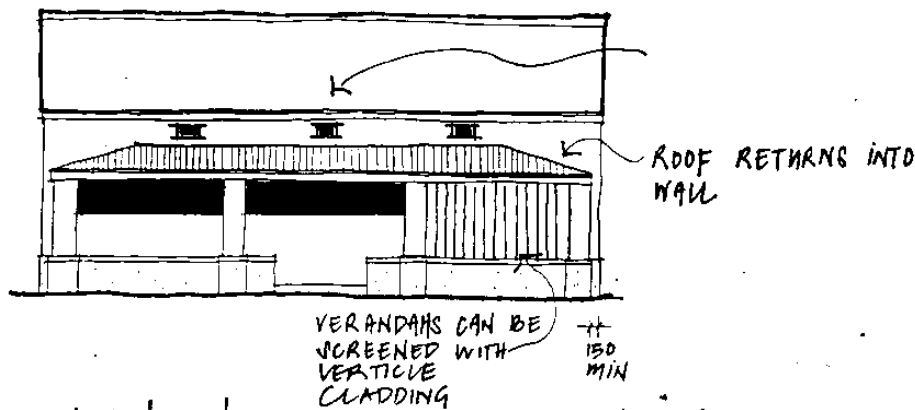 ROOF RETURNS INTO
WALL
VERANDAHS CAN BE
SCREENED WITH
VERTICLE
CLADDING
150
MIN